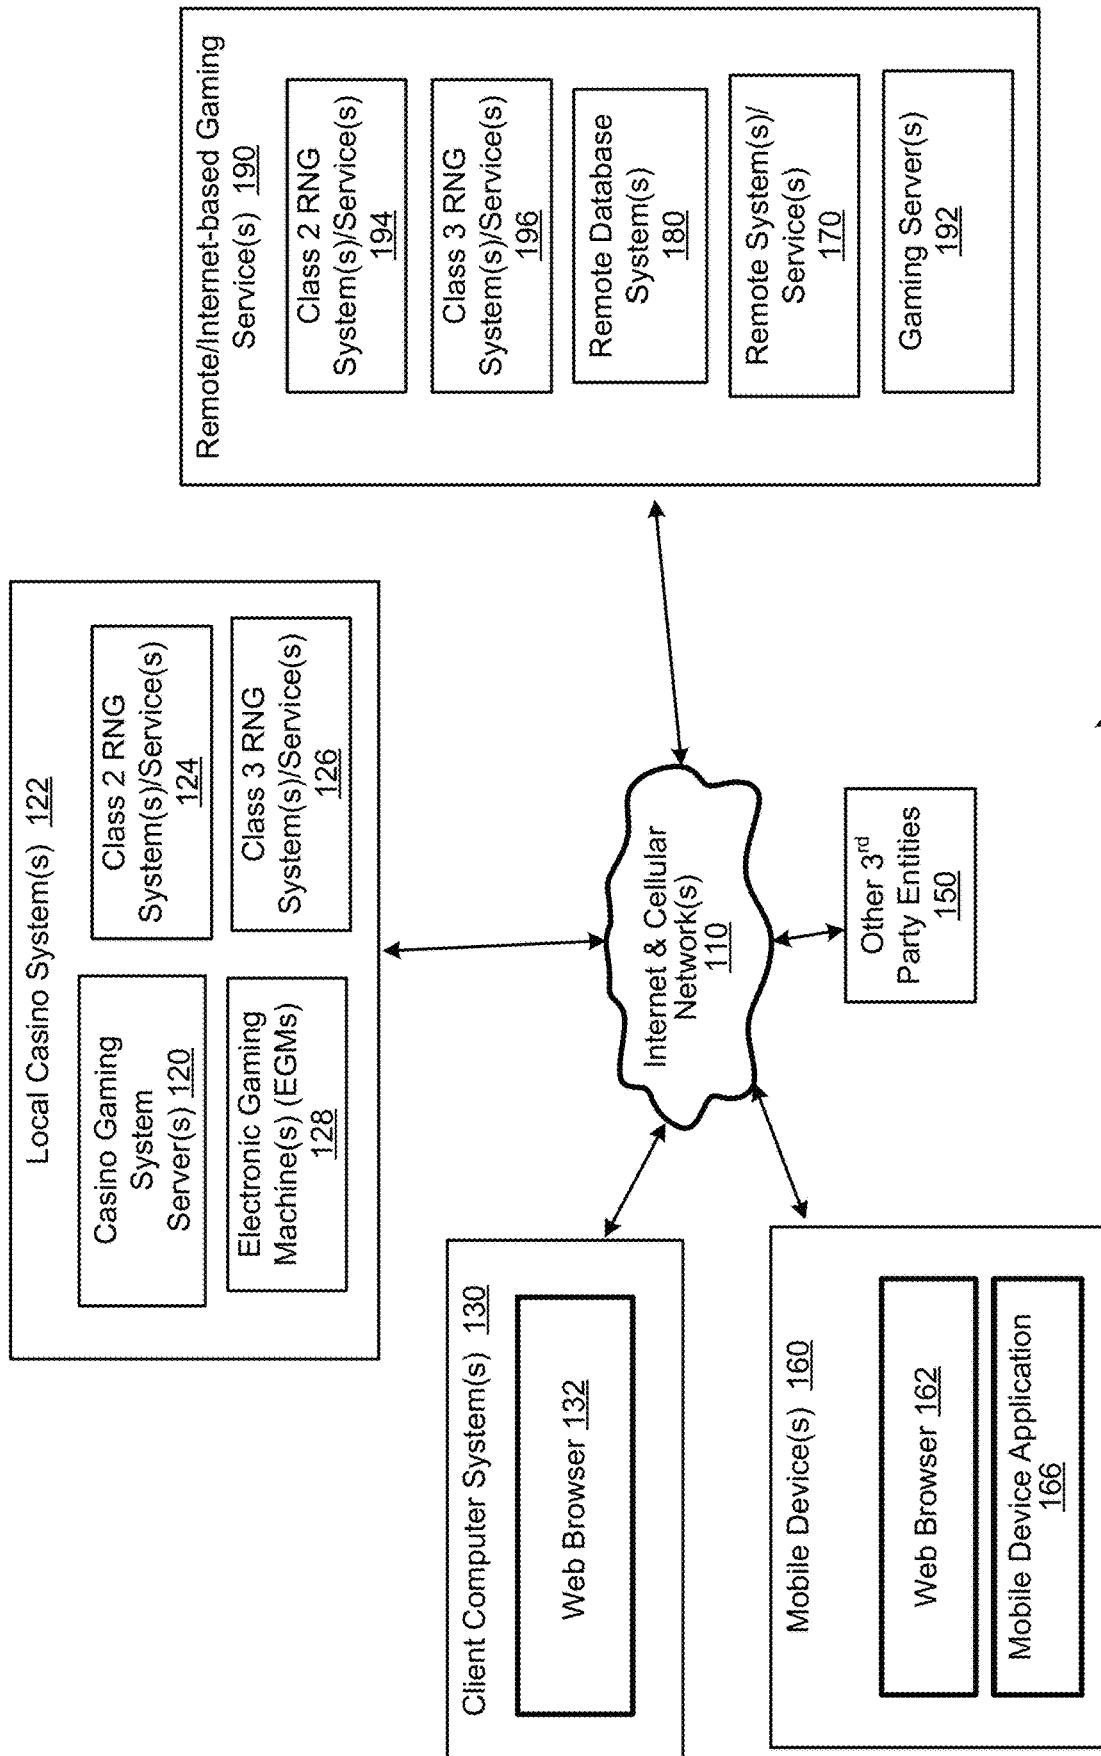 Local Casino System(s) 122
Casino Gaming
System
Server(s) 120
Class 2 RNG
System(s)/Service(s)
124
Electronic Gaming
Machine(s) (EGMs)
128
Class 3 RNG
System(s)/Service(s)
126
Remote/Internet-based Gaming
Service(s) 190
Class 2 RNG
System(s)/Service(s)
194
Class 3 RNG
System(s)/Service(s)
196
Remote Database
System(s)
180
Remote System(s)/
Service(s)
170
Gaming Server(s)
192
Client Computer System(s) 130
Web Browser 132
Internet & Cellular
Network(s)
110
Mobile Device(s) 160
Web Browser 162
Mobile Device Application
166
Other 3rd
Party Entities
150